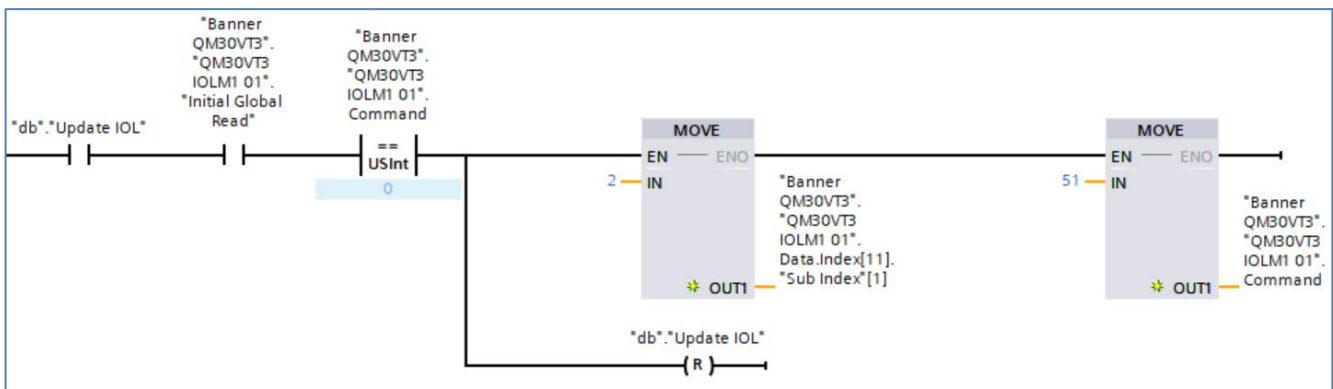 "Banner
QM30VT3".
"QM30VT3
IOLM1 01".
"Initial Global
Read"
"Banner
QM30VT3".
"QM30VT3
IOLM1 01".
Command
"db"."Update IOL"
==
USInt
0
MOVE
EN ENO
2 IN
OUT1
"Banner
QM30VT3".
"QM30VT3
IOLM1 01".
Data.Index[11].
"Sub Index"[1]
MOVE
EN ENO
51 IN
OUT1
"Banner
QM30VT3".
"QM30VT3
IOLM1 01".
Command
"db"."Update IOL"
R